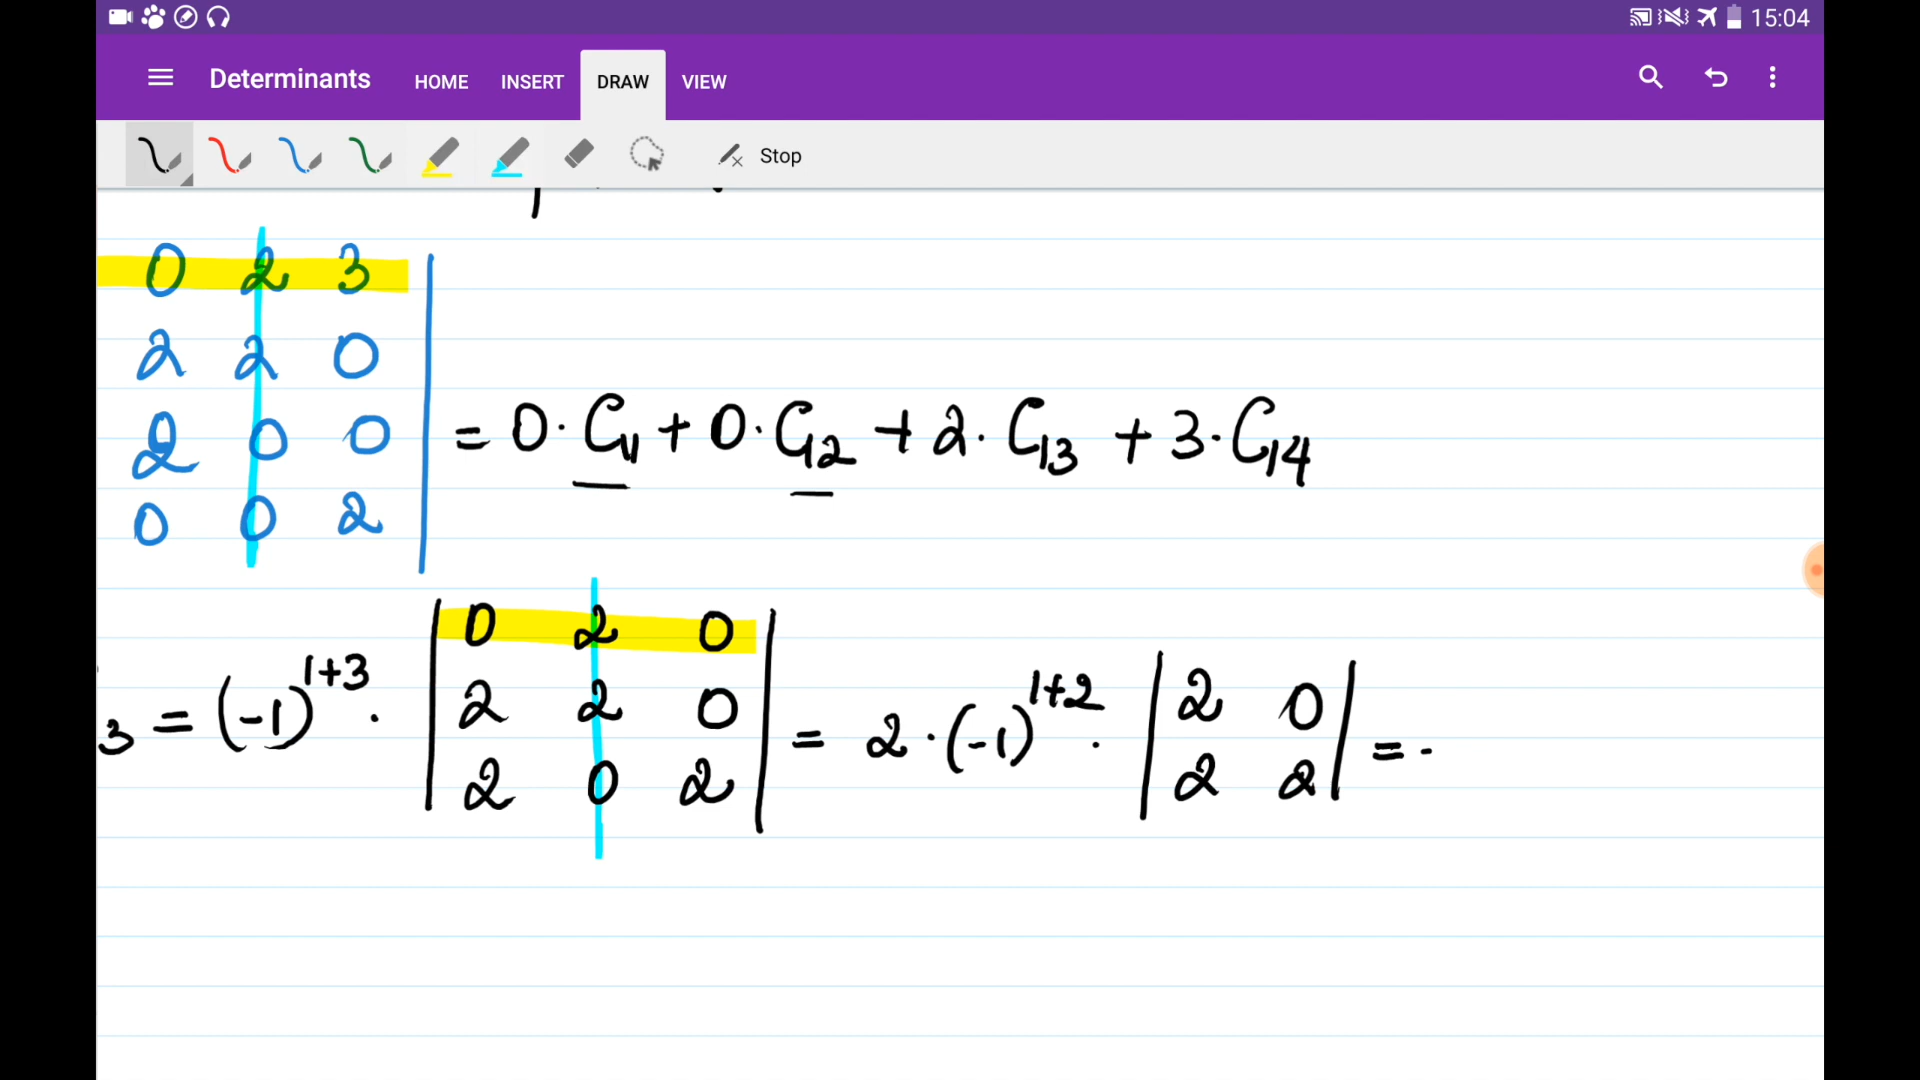 15:04
Determinants HOME INSERT DRAW VIEW
Stop
0 2 3
2 2 0
2 0 0
0 0 2
= 0 · C₁₁ + 0 · C₁₂ + 2 · C₁₃ + 3 · C₁₄
0 2 0
2 2 0
2 0 2
₃ = (-1)¹⁺³ ·
= 2 · (-1)¹⁺² ·
2 0
2 2
= -